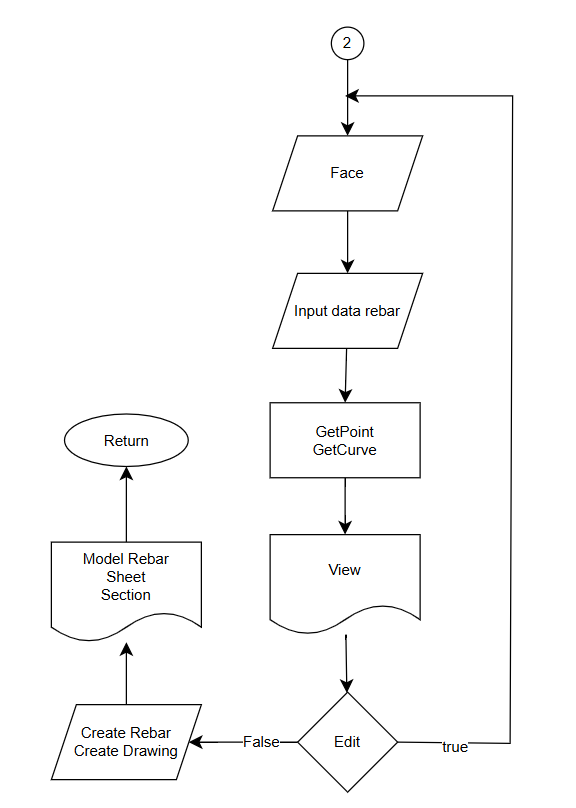 2
Face
Input data rebar
GetPoint
GetCurve
Return
View
Model Rebar
Sheet
Section
Edit
False
true
Create Rebar
Create Drawing